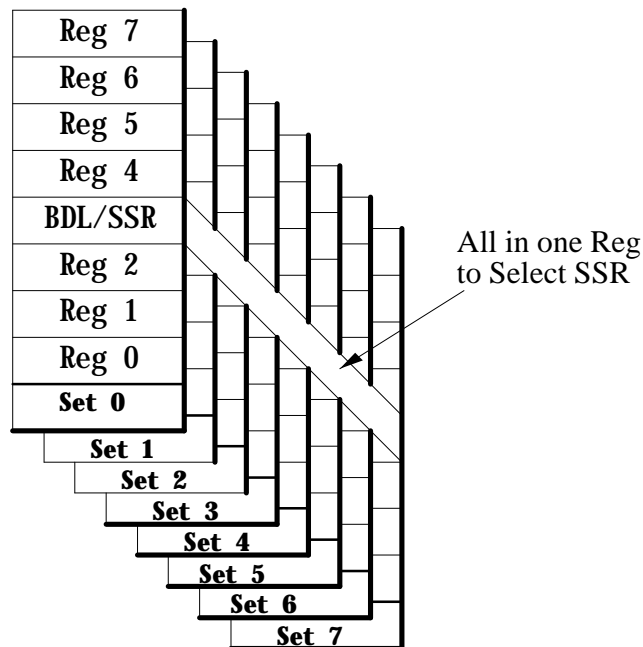 Reg 7
Reg 6
Reg 5
Reg 4
BDL/SSR
Reg 2
Reg 1
Reg 0
Set 0
Set 1
Set 2
Set 3
Set 4
Set 5
Set 6
Set 7
All in one Reg
to Select SSR